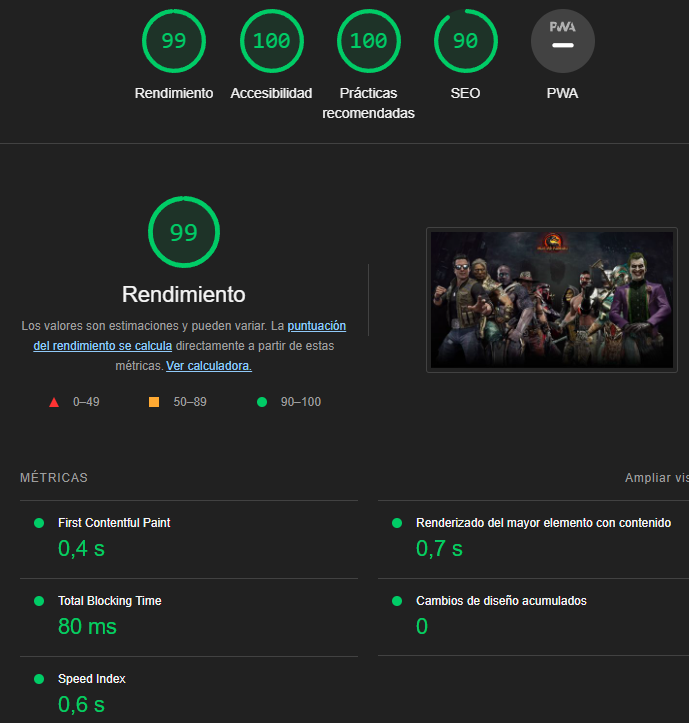 99
100
100
90
PWA
Rendimiento
Accesibilidad
Prácticas
recomendadas
SEO
PWA
99
Rendimiento
Los valores son estimaciones y pueden variar. La puntuación
del rendimiento se calcula directamente a partir de estas
métricas. Ver calculadora.
0–49
50–89
90–100
MÉTRICAS
Ampliar vis
First Contentful Paint
0,4 s
Renderizado del mayor elemento con contenido
0,7 s
Total Blocking Time
80 ms
Cambios de diseño acumulados
0
Speed Index
0,6 s